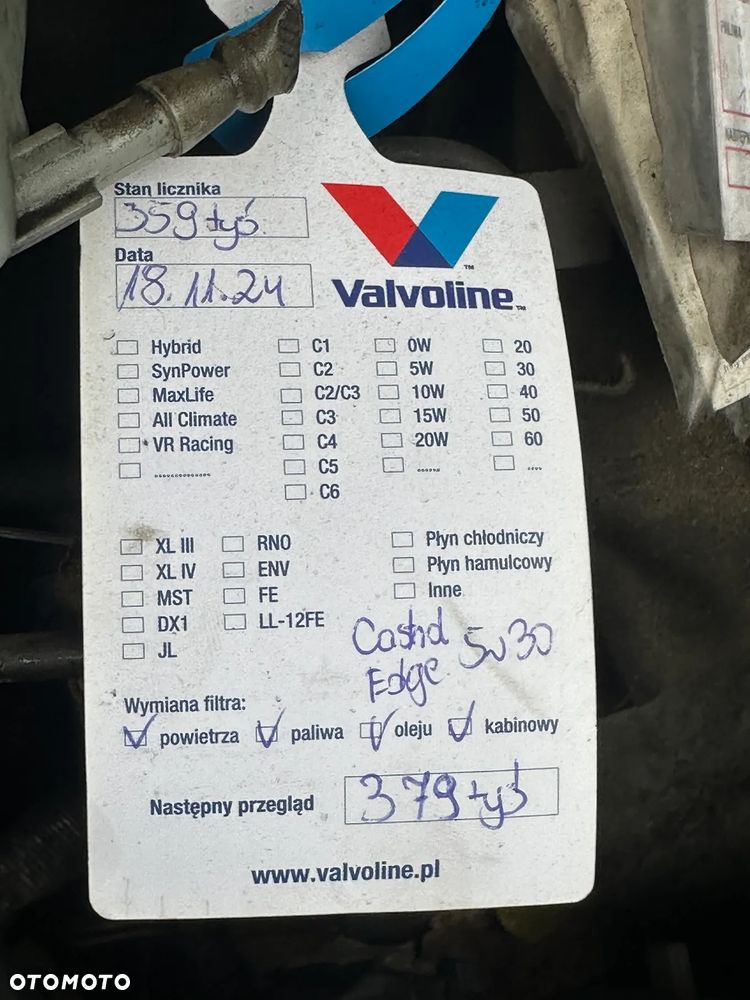 Stan licznika
359 tyś.
Data
18.11.24
Valvoline™
Hybrid C1 0W 20
SynPower C2 5W 30
MaxLife C2/C3 10W 40
All Climate C3 15W 50
VR Racing C4 20W 60
.............. C5 ...... ....
C6
XL III RNO Płyn chłodniczy
XL IV ENV Płyn hamulcowy
MST FE Inne
DX1 LL-12FE
JL
Castrol 5W30
Edge
Wymiana filtra:
powietrza paliwa oleju kabinowy
Następny przegląd 379 tyś
www.valvoline.pl
OTOMOTO